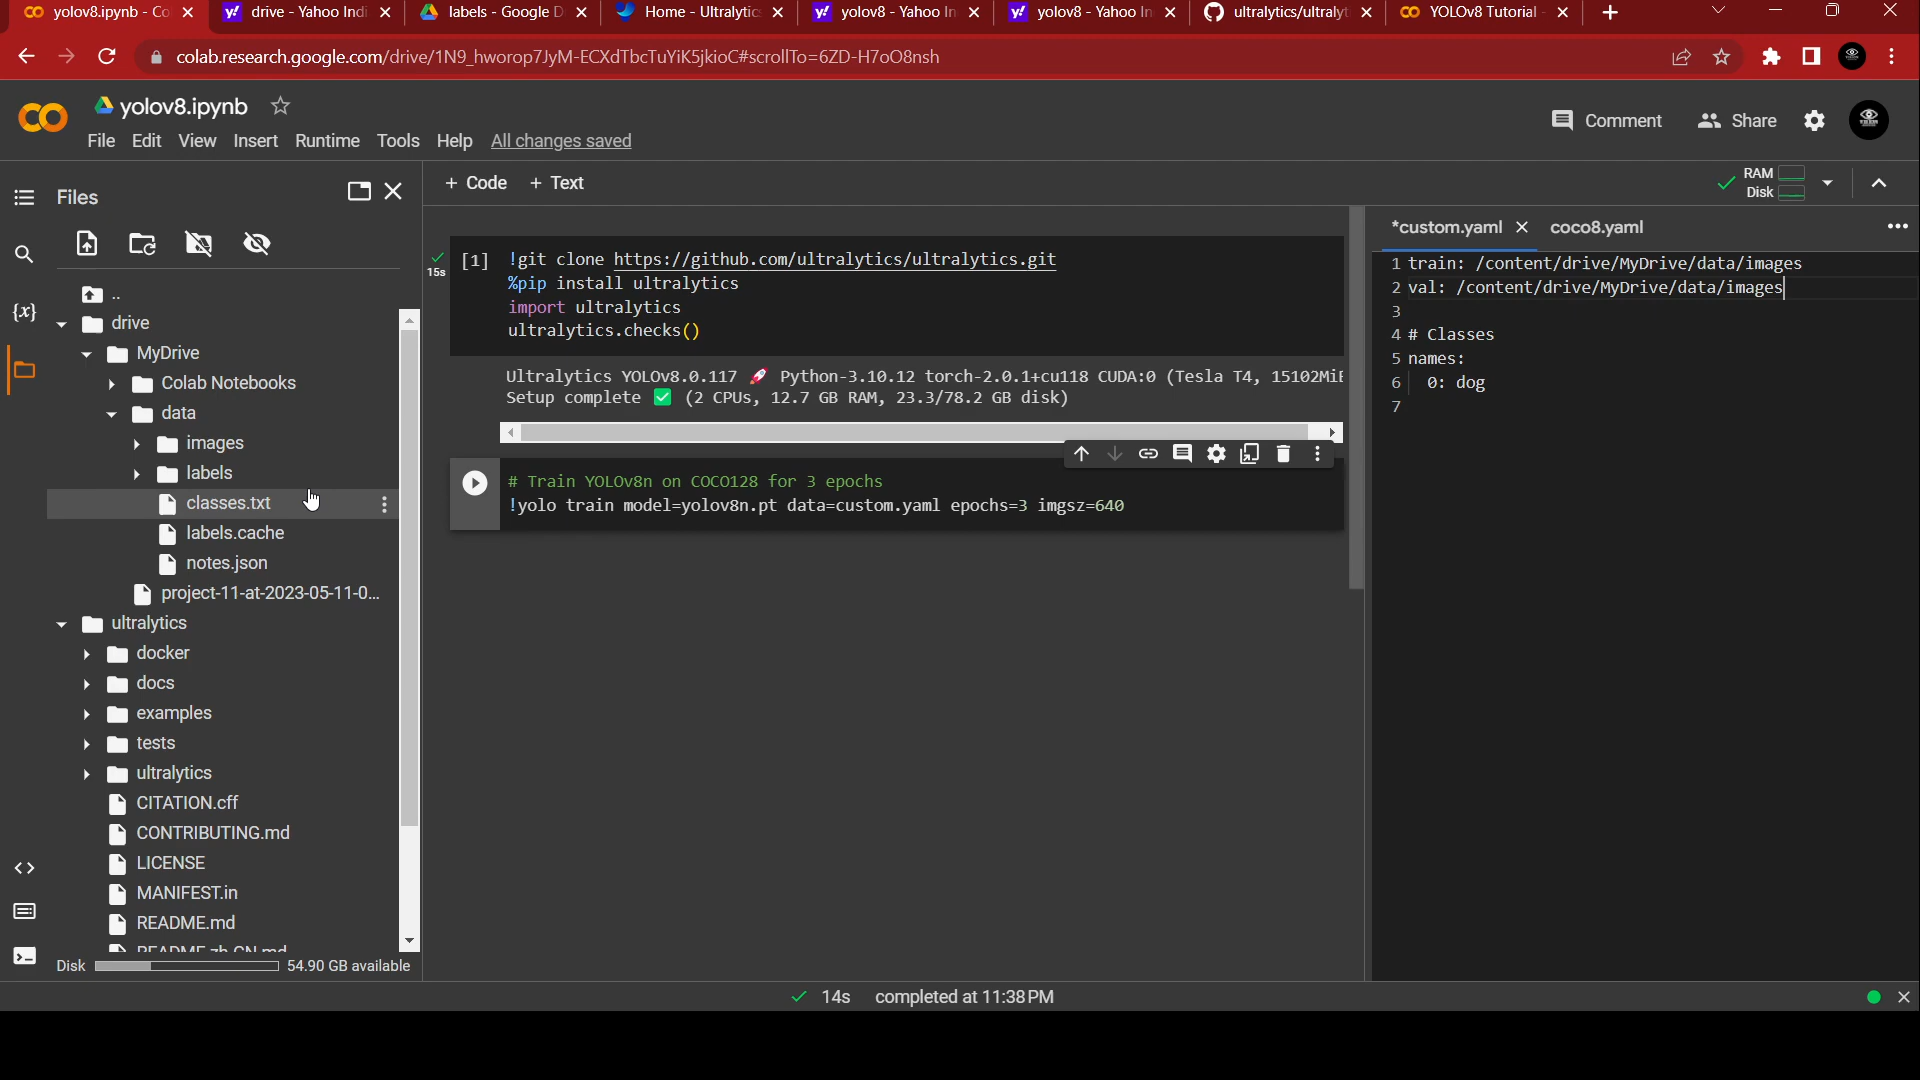 yolov8.ipynb - Co
drive - Yahoo Indi
labels - Google D
Home - Ultralytic
yolov8 - Yahoo In
yolov8 - Yahoo In
ultralytics/ultralyt
YOLOv8 Tutorial -
colab.research.google.com/drive/1N9_hworop7JyM-ECXdTbcTuYiK5jkioC#scrollTo=6ZD-H7oO8nsh
yolov8.ipynb
File Edit View Insert Runtime Tools Help All changes saved
Comment
Share
Files
+ Code + Text
RAM
Disk
..
drive
MyDrive
Colab Notebooks
data
images
labels
classes.txt
labels.cache
notes.json
project-11-at-2023-05-11-0...
ultralytics
docker
docs
examples
tests
ultralytics
CITATION.cff
CONTRIBUTING.md
LICENSE
MANIFEST.in
README.md
README.zh-CN.md
Disk 54.90 GB available
15s
[1] !git clone https://github.com/ultralytics/ultralytics.git
%pip install ultralytics
import ultralytics
ultralytics.checks()
Ultralytics YOLOv8.0.117 🚀 Python-3.10.12 torch-2.0.1+cu118 CUDA:0 (Tesla T4, 15102MiB
Setup complete ✅ (2 CPUs, 12.7 GB RAM, 23.3/78.2 GB disk)
# Train YOLOv8n on COCO128 for 3 epochs
!yolo train model=yolov8n.pt data=custom.yaml epochs=3 imgsz=640
*custom.yaml
coco8.yaml
1 train: /content/drive/MyDrive/data/images
2 val: /content/drive/MyDrive/data/images
3
4 # Classes
5 names:
6 0: dog
7
14s completed at 11:38 PM